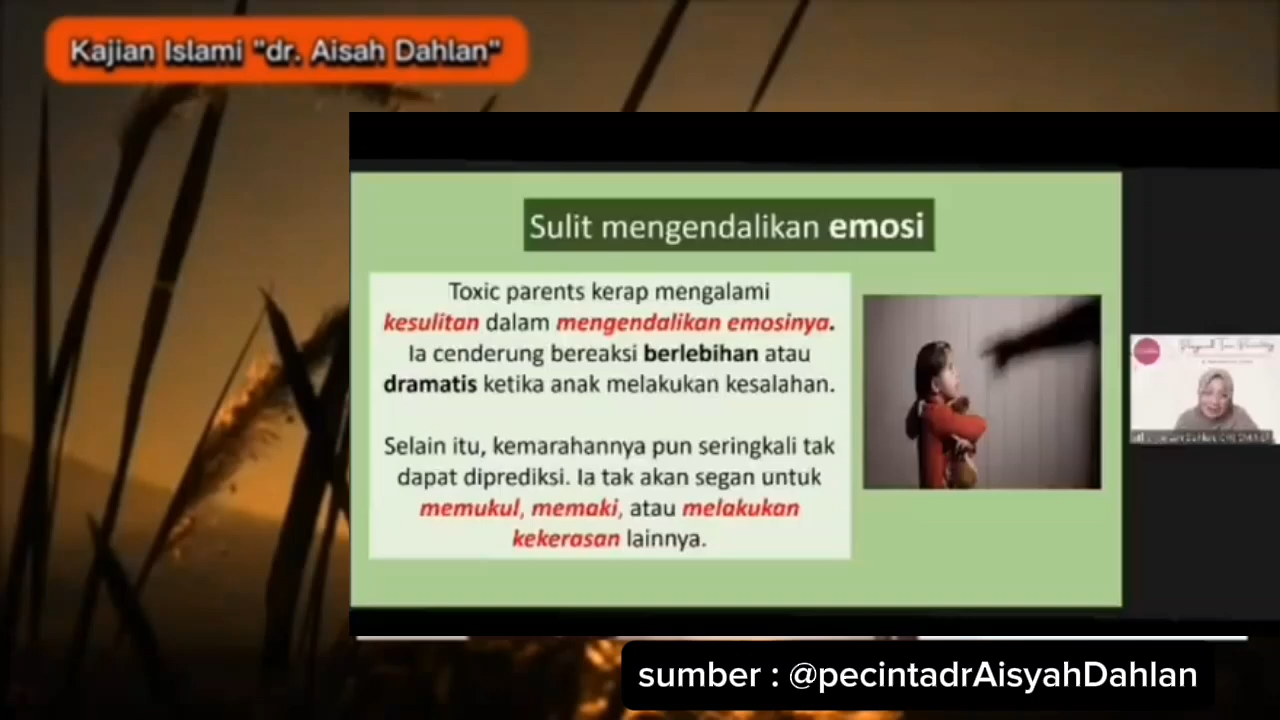 Kajian Islami "dr. Aisah Dahlan"
Sulit mengendalikan emosi
Toxic parents kerap mengalami
kesulitan dalam mengendalikan emosinya.
Ia cenderung bereaksi berlebihan atau
dramatis ketika anak melakukan kesalahan.
Selain itu, kemarahannya pun seringkali tak
dapat diprediksi. Ia tak akan segan untuk
memukul, memaki, atau melakukan
kekerasan lainnya.
sumber : @pecintadrAisyahDahlan